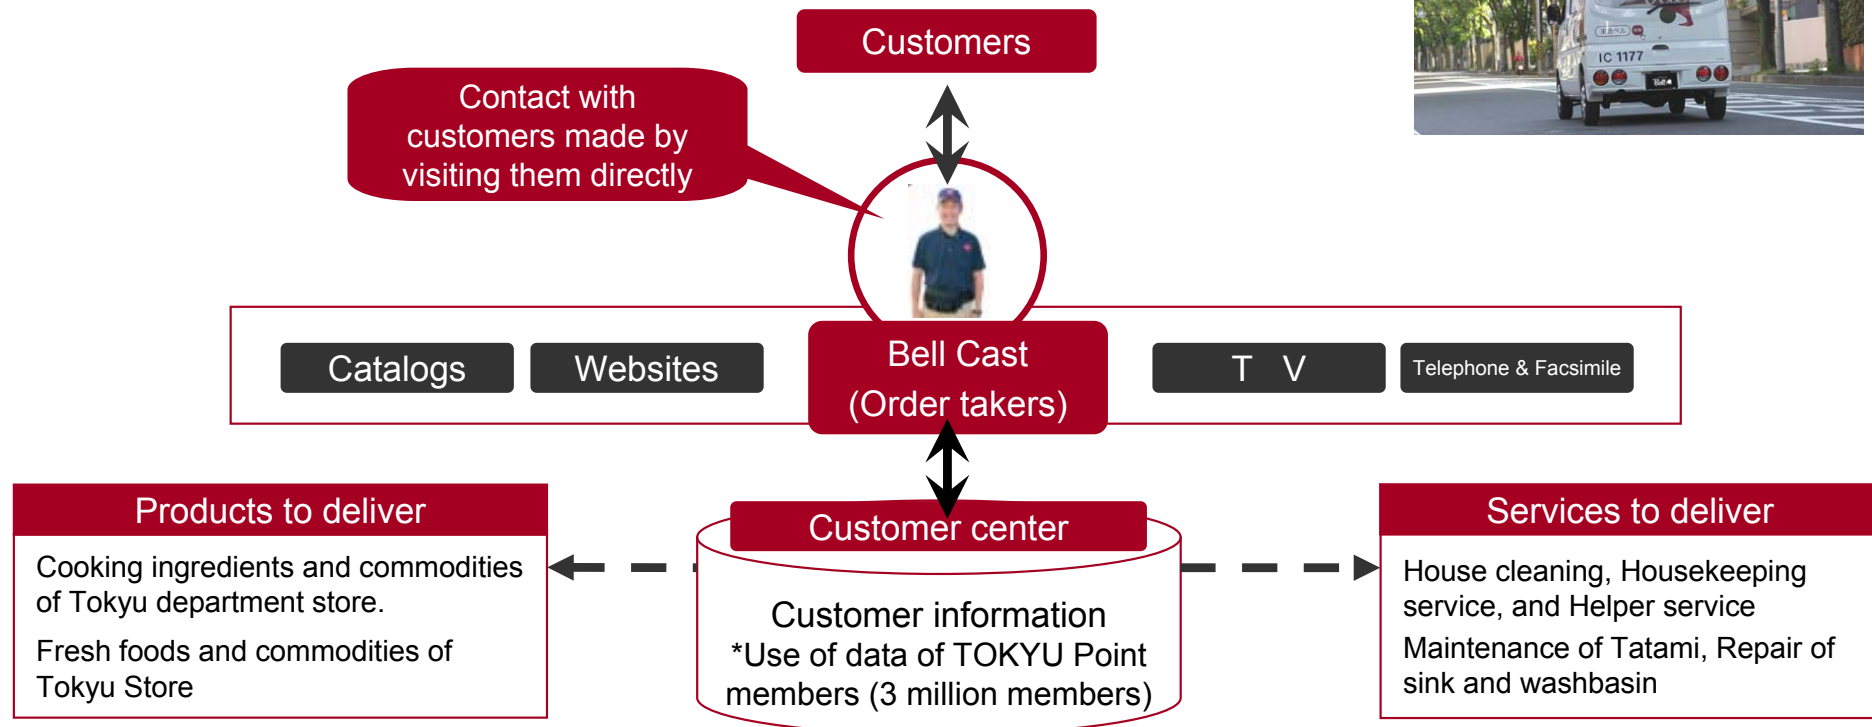 Customers
Contact with
customers made by
visiting them directly
IC 1177
Bell
Catalogs
Websites
Bell Cast
(Order takers)
T V
Telephone & Facsimile
Products to deliver
Cooking ingredients and commodities
of Tokyu department store.
Fresh foods and commodities of
Tokyu Store
Customer center
Customer information
*Use of data of TOKYU Point
members (3 million members)
Services to deliver
House cleaning, Housekeeping
service, and Helper service
Maintenance of Tatami, Repair of
sink and washbasin